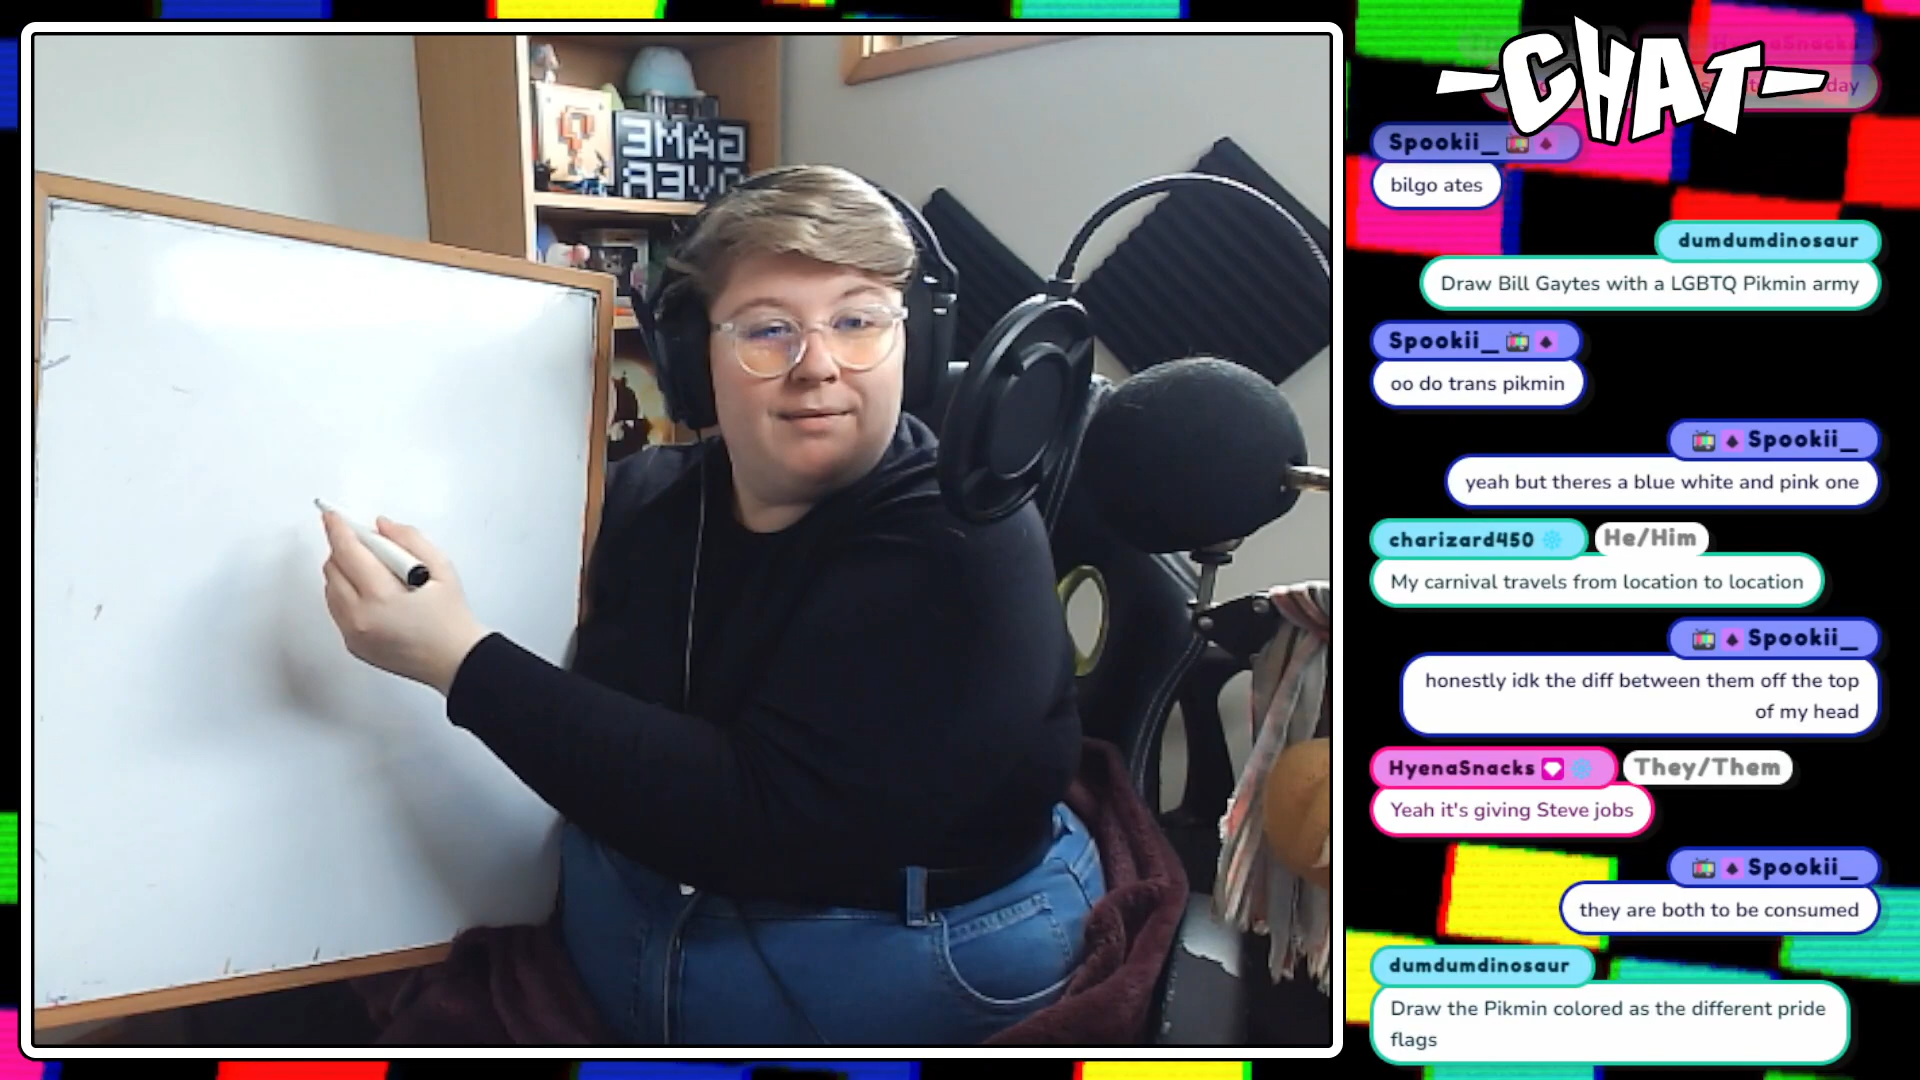 GAME
OVER
-CHAT-
HyenaSnacks
day
Spookii_
bilgo ates
dumdumdinosaur
Draw Bill Gaytes with a LGBTQ Pikmin army
Spookii_
oo do trans pikmin
Spookii_
yeah but theres a blue white and pink one
charizard450 He/Him
My carnival travels from location to location
Spookii_
honestly idk the diff between them off the top
of my head
HyenaSnacks They/Them
Yeah it's giving Steve jobs
Spookii_
they are both to be consumed
dumdumdinosaur
Draw the Pikmin colored as the different pride
flags